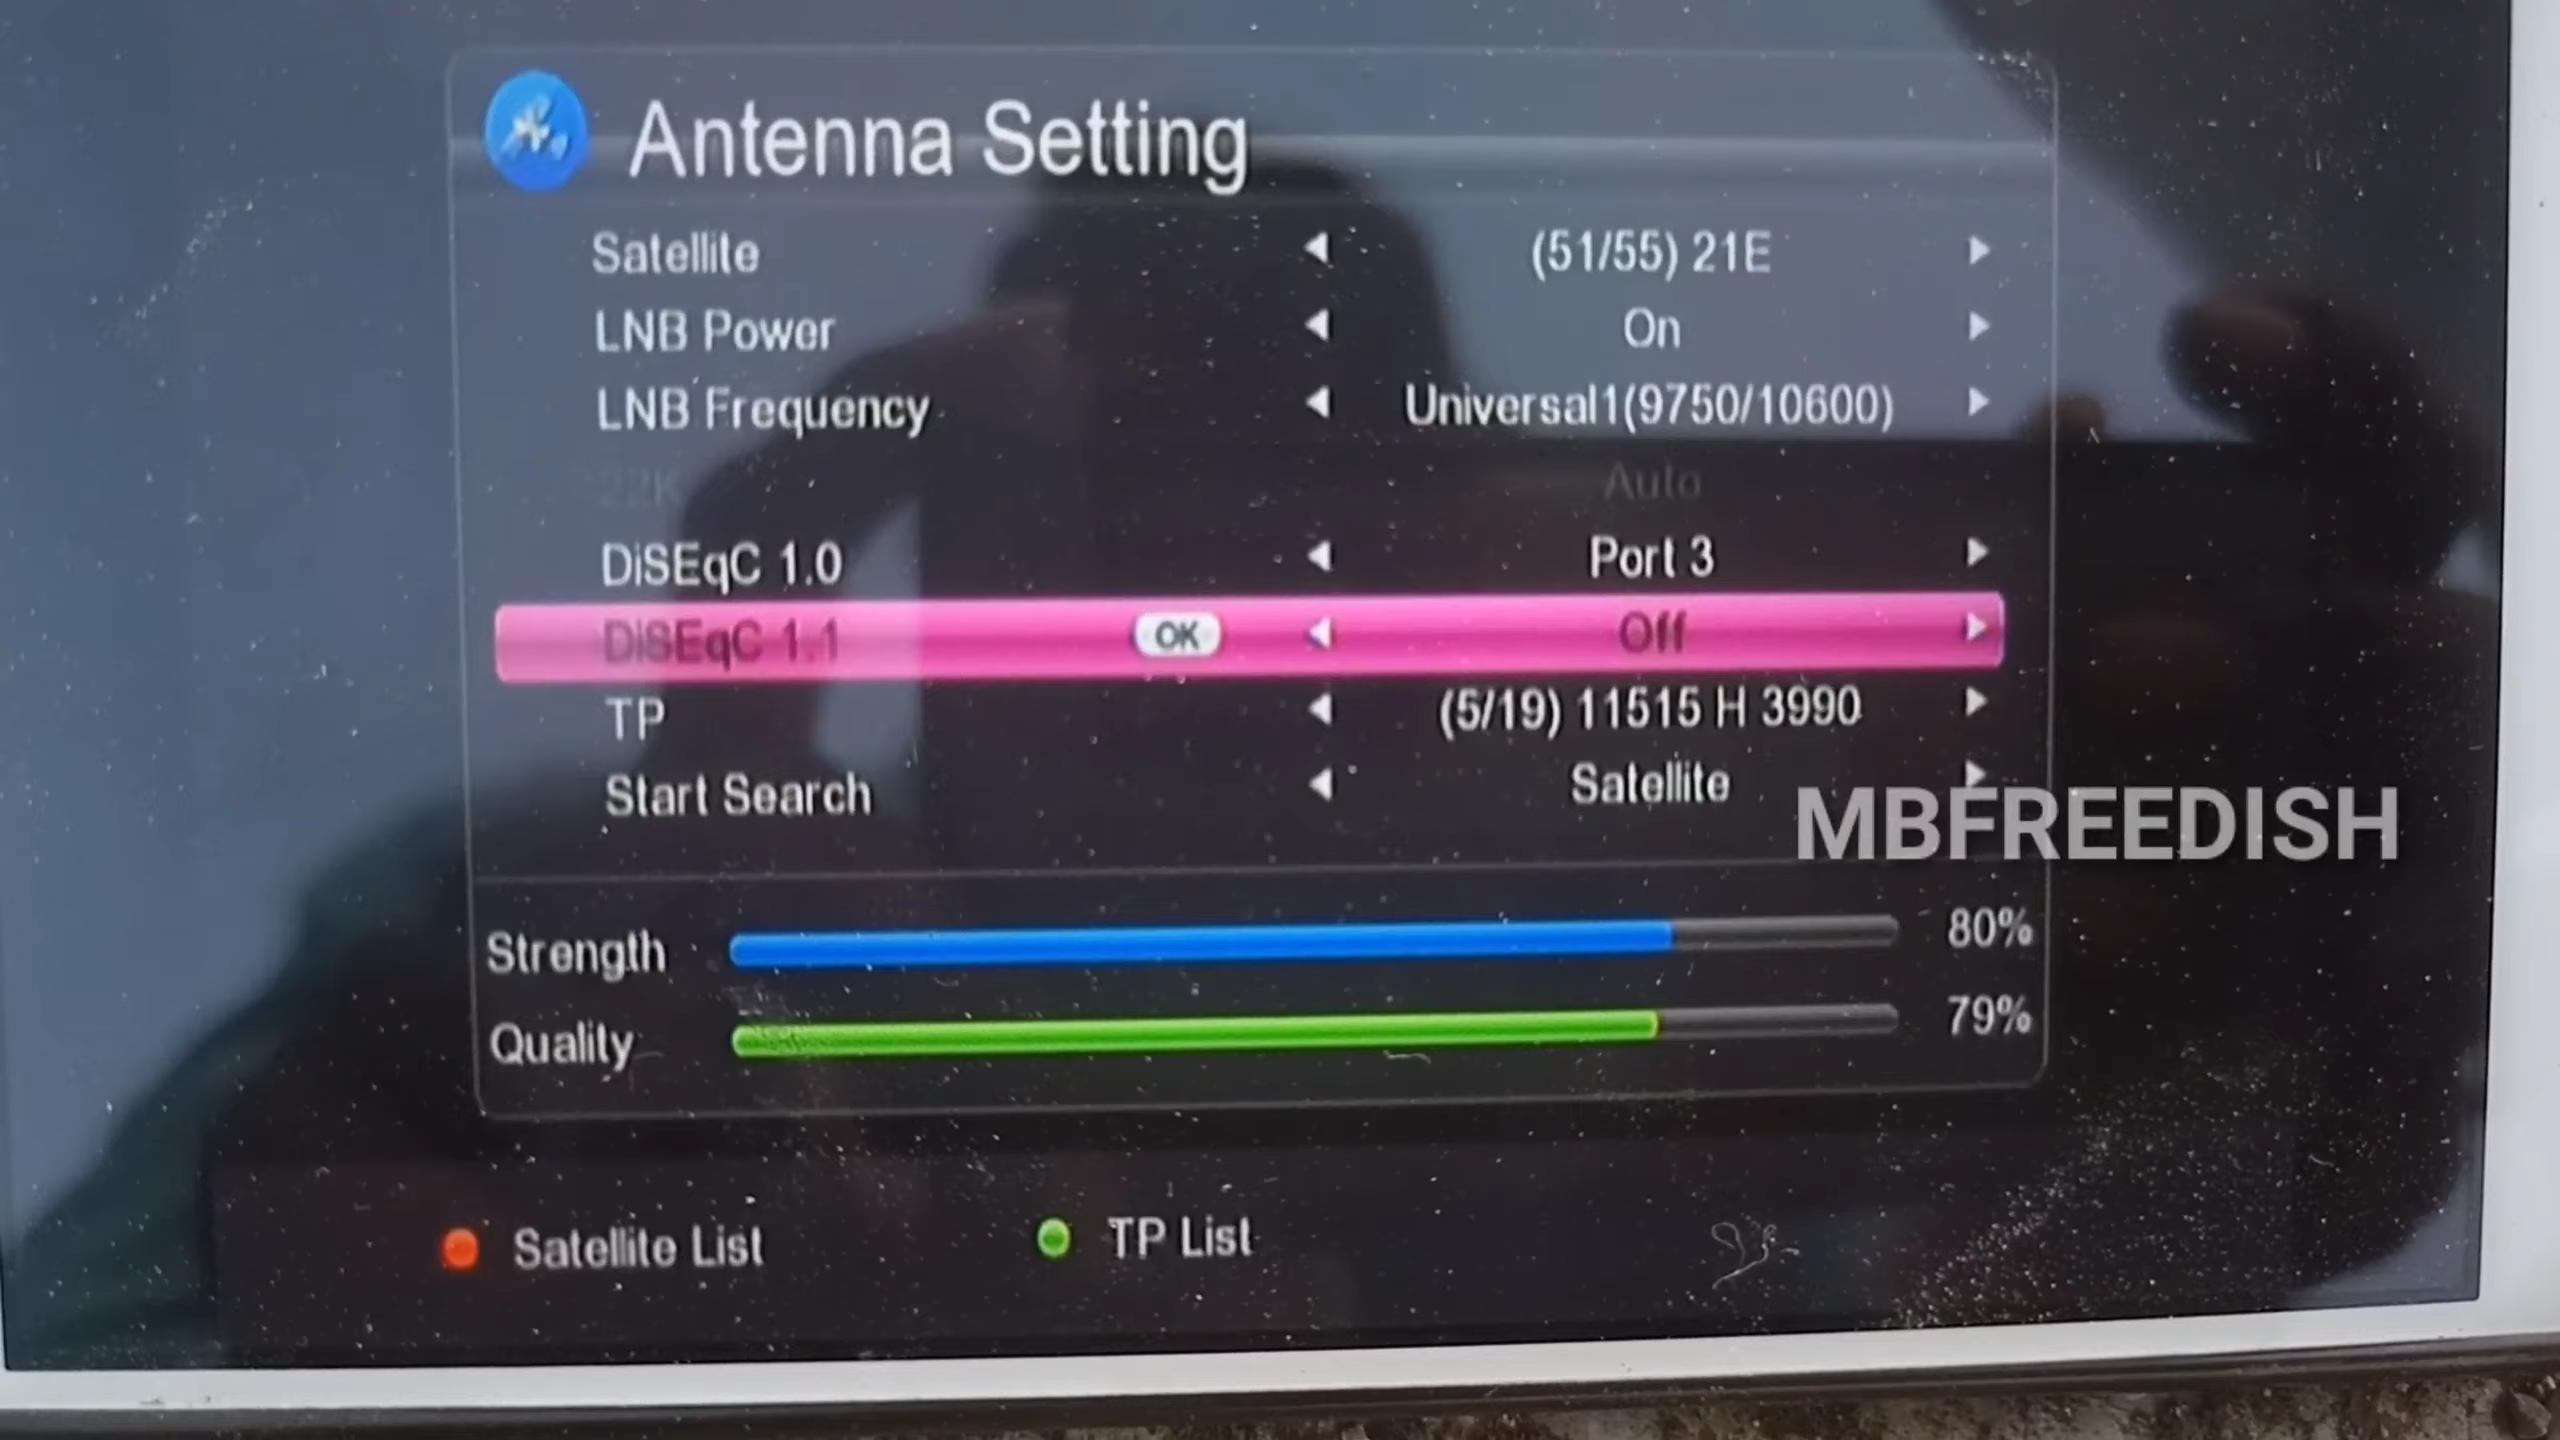 Antenna Setting
Satellite (51/55) 21E
LNB Power On
LNB Frequency Universal1(9750/10600)
22K Auto
DiSEqC 1.0 Port 3
DiSEqC 1.1 OK Off
TP (5/19) 11515 H 3990
Start Search Satellite
MBFREEDISH
Strength 80%
Quality 79%
Satellite List TP List